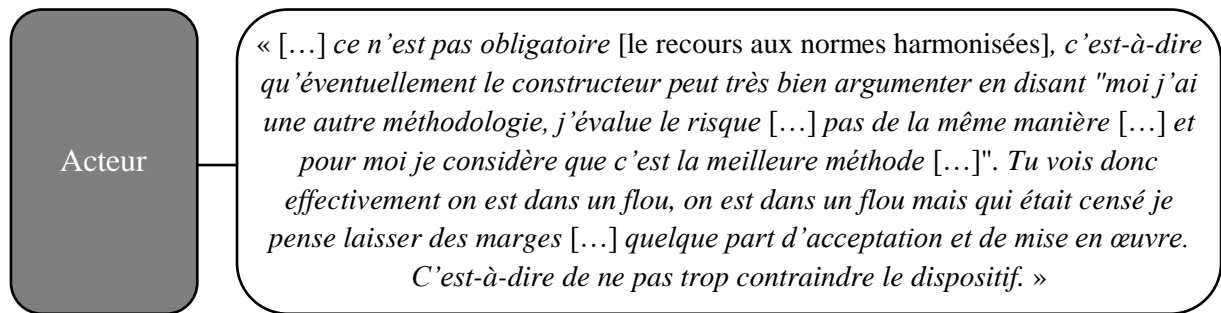 Acteur
« […] ce n’est pas obligatoire [le recours aux normes harmonisées], c’est-à-dire
qu’éventuellement le constructeur peut très bien argumenter en disant "moi j’ai
une autre méthodologie, j’évalue le risque […] pas de la même manière […] et
pour moi je considère que c’est la meilleure méthode […]". Tu vois donc
effectivement on est dans un flou, on est dans un flou mais qui était censé je
pense laisser des marges […] quelque part d’acceptation et de mise en œuvre.
C’est-à-dire de ne pas trop contraindre le dispositif. »